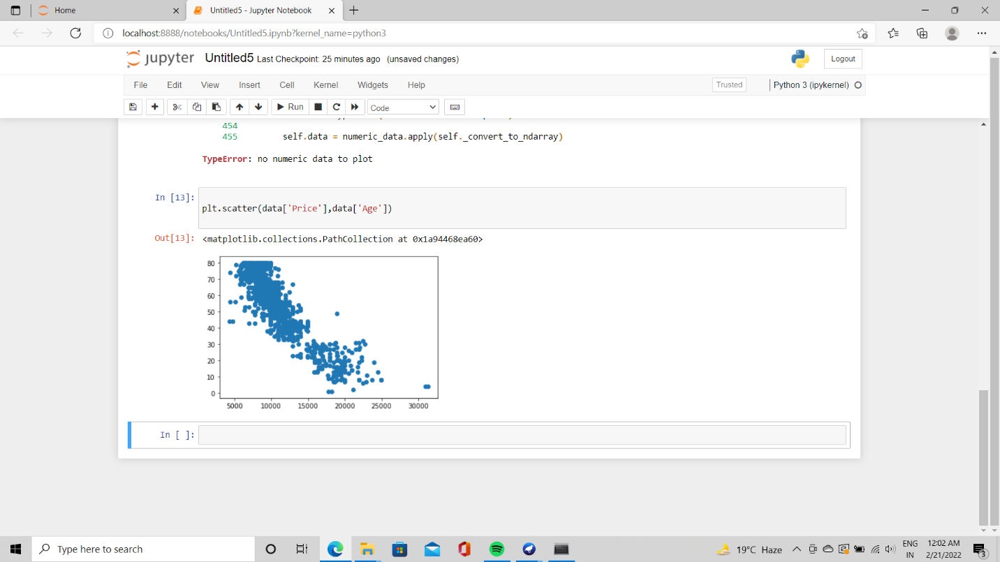 Home
Untitled5 - Jupyter Notebook
localhost:8888/notebooks/Untitled5.ipynb?kernel_name=python3
jupyter Untitled5 Last Checkpoint: 25 minutes ago (unsaved changes)
Logout
File Edit View Insert Cell Kernel Widgets Help
Trusted
Python 3 (ipykernel)
Run
Code
454
455 self.data = numeric_data.apply(self._convert_to_ndarray)
TypeError: no numeric data to plot
In [13]:
plt.scatter(data['Price'],data['Age'])
Out[13]: <matplotlib.collections.PathCollection at 0x1a94468ea60>
80
70
60
50
40
30
20
10
0
5000 10000 15000 20000 25000 30000
In [ ]:
Type here to search
19°C Haze
ENG
IN
12:02 AM
2/21/2022
3